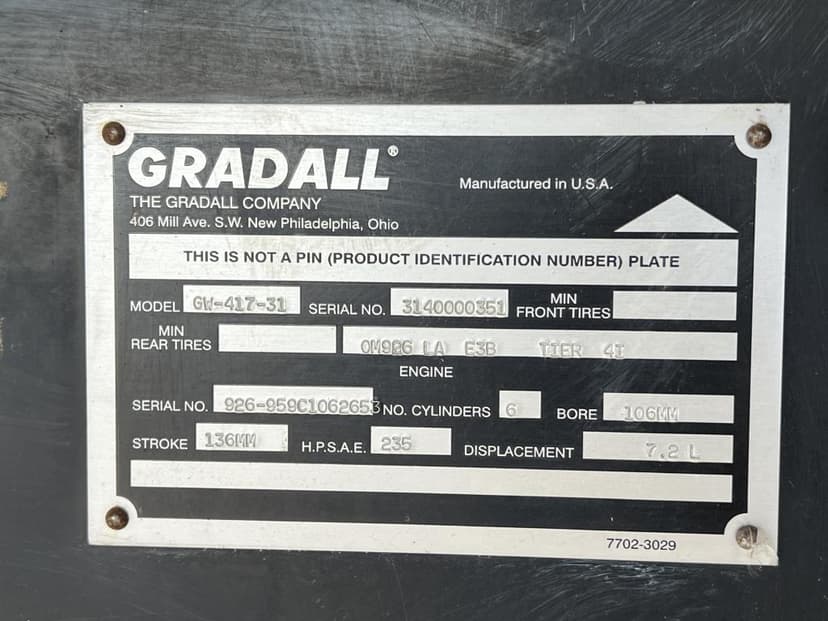 GRADALL®
Manufactured in U.S.A.
THE GRADALL COMPANY
406 Mill Ave. S.W. New Philadelphia, Ohio
THIS IS NOT A PIN (PRODUCT IDENTIFICATION NUMBER) PLATE
MODEL GW-417-31 SERIAL NO. 3140000351 MIN FRONT TIRES
MIN REAR TIRES OM926 LA E3B TIER 4I
ENGINE
SERIAL NO. 926-959C1062653 NO. CYLINDERS 6 BORE 106MM
STROKE 136MM H.P.S.A.E. 235 DISPLACEMENT 7.2 L
7702-3029